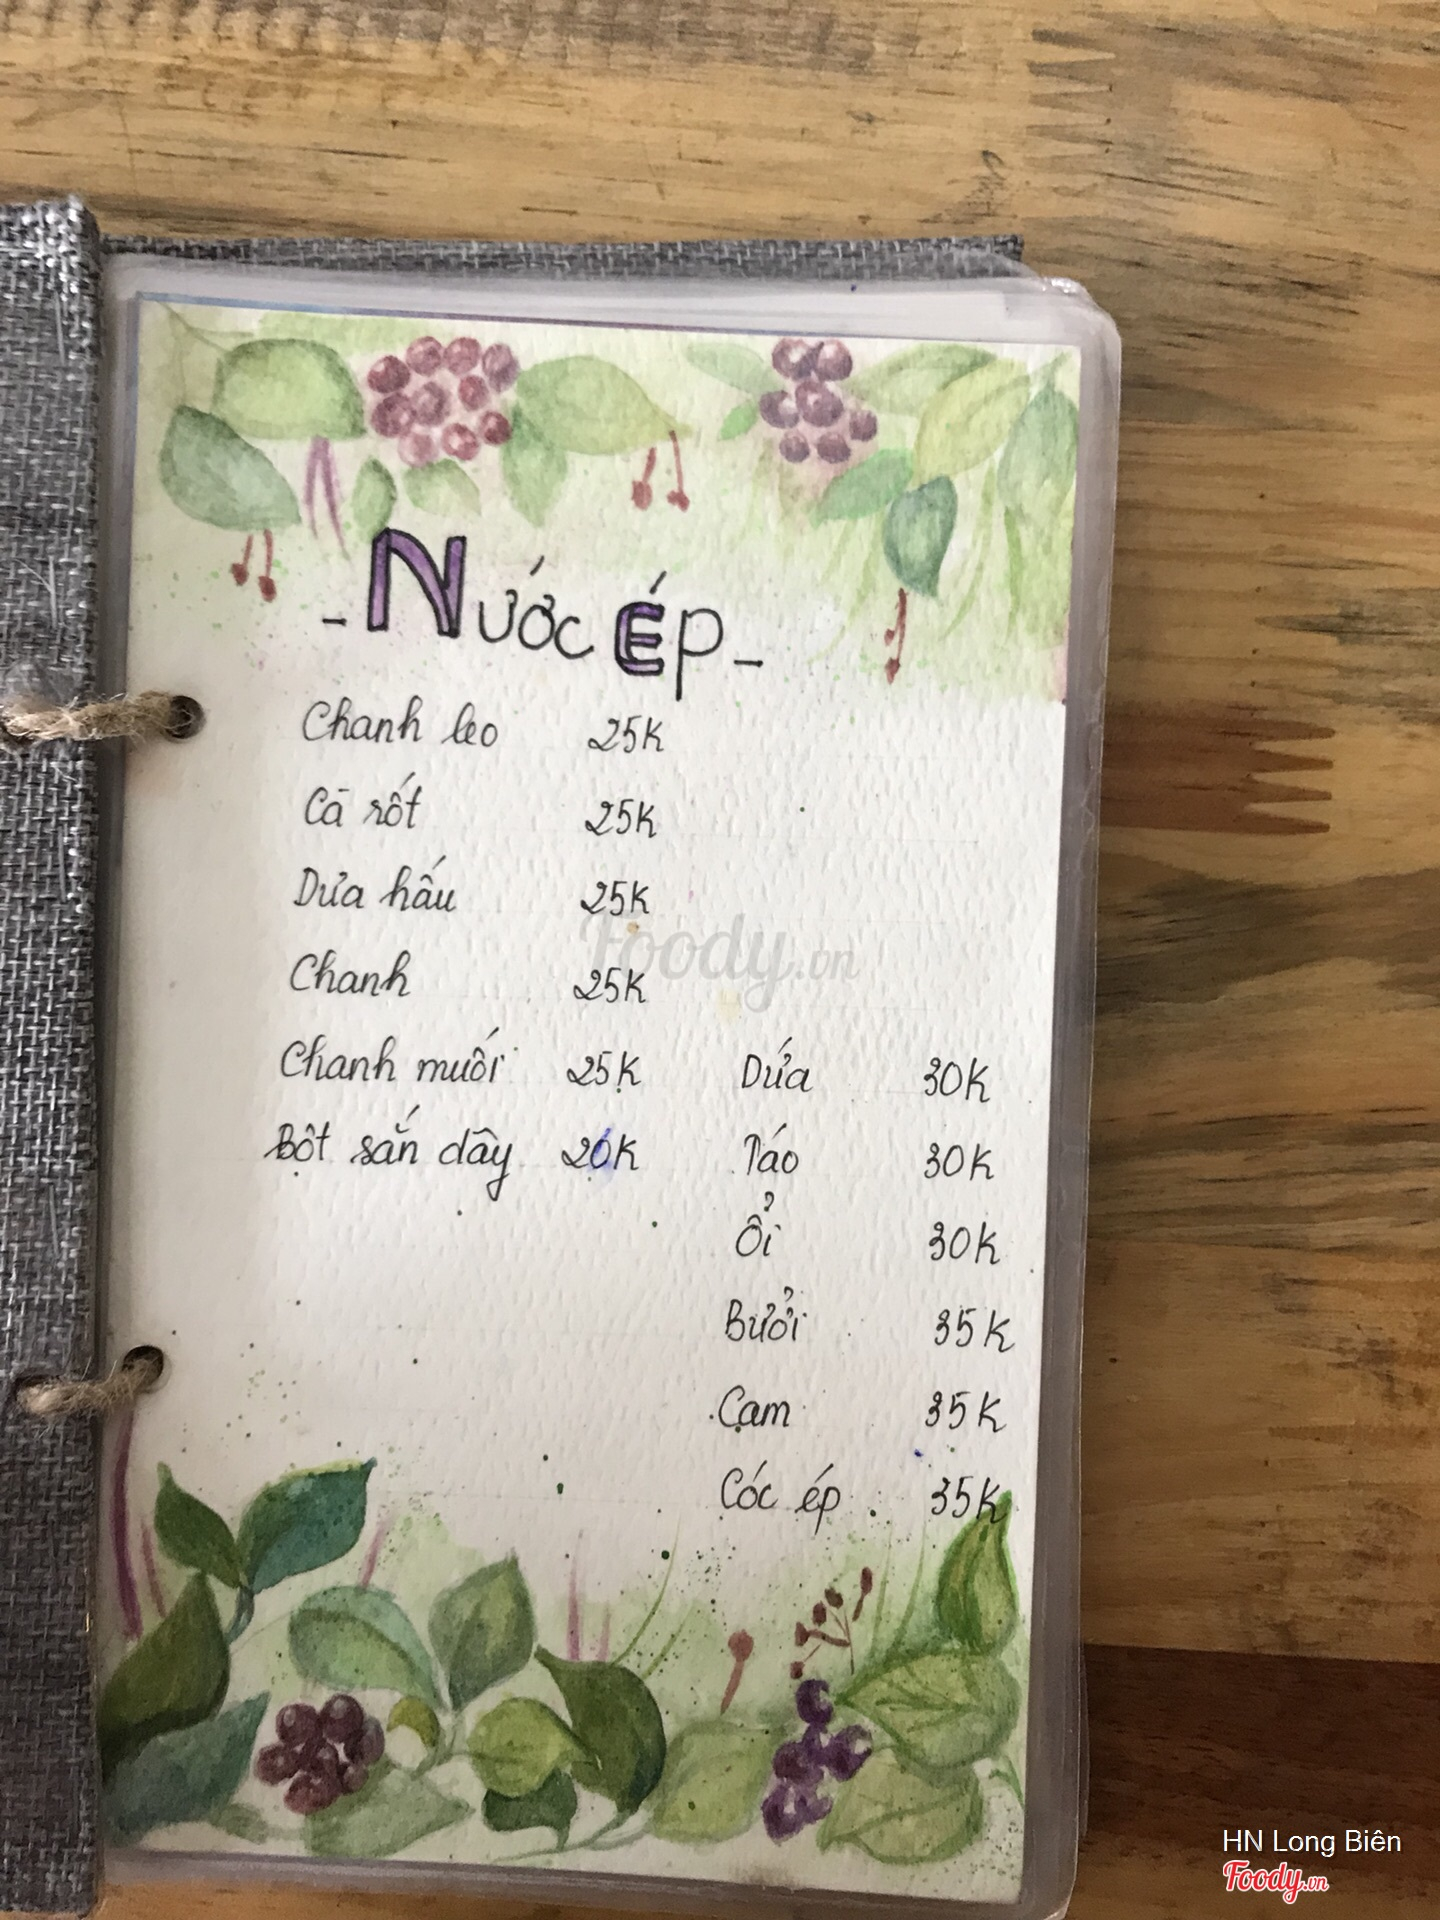 - Nước Ép -
Chanh leo 25K
Cà rốt 25K
Dưa hấu 25K
Chanh 25K
Chanh muối 25K
Bột sắn dây 20K
Dứa 30K
Táo 30K
Ổi 30K
Bưởi 35K
Cam 35K
Cóc ép 35K
Foody.vn
HN Long Biên
Foody.vn